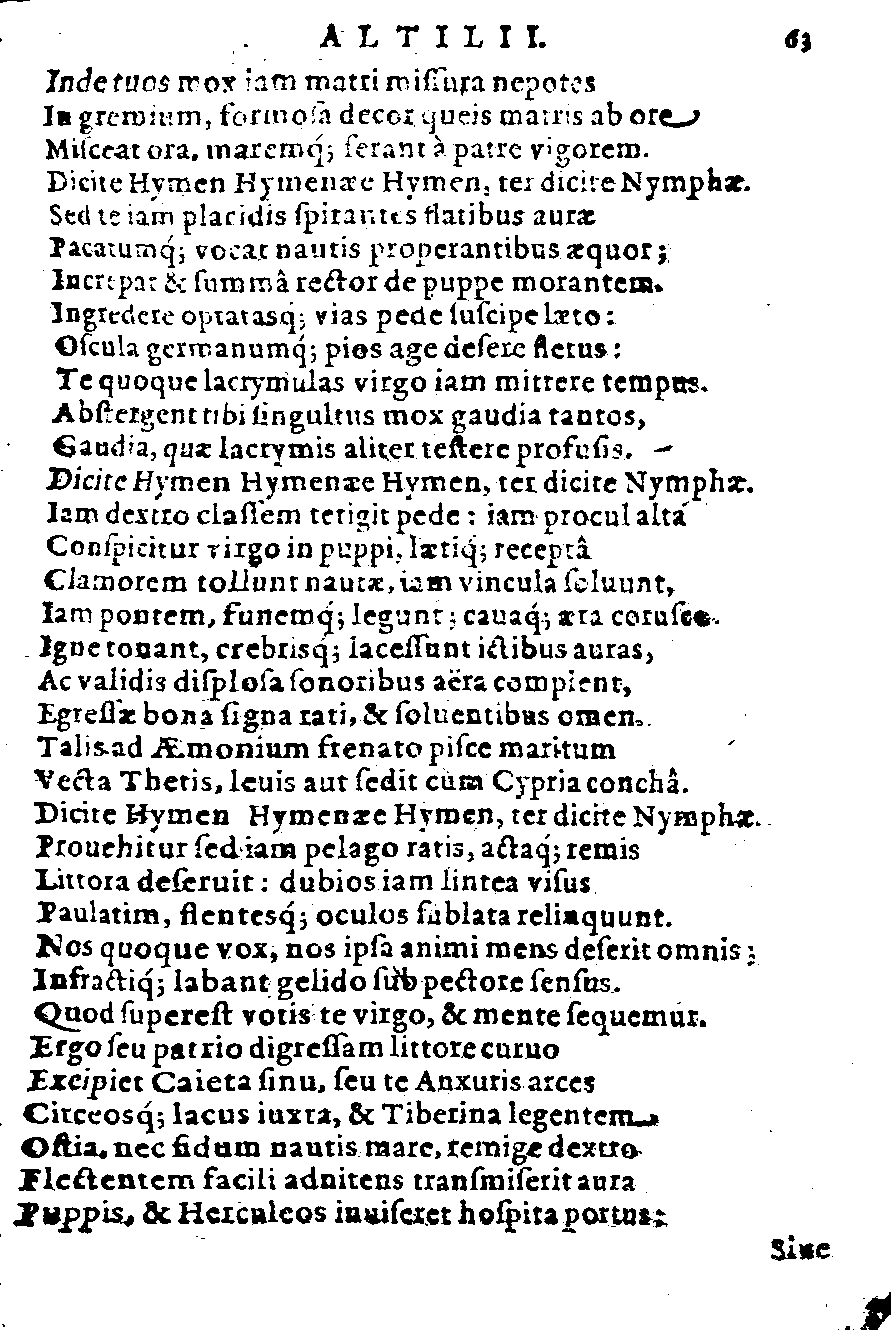 ALTILII. 63
Inde tuos mox iam matri missura nepotes
In gremium, formosa decor queis matris ab ore
Misceat ora, maremq́; ferant à patre vigorem.
Dicite Hymen Hymenæe Hymen, ter dicite Nymphæ.
Sed te iam placidis spirantes flatibus auræ
Pacatumq́; vocat nautis properantibus æquor;
Increpat & summâ rector de puppe morantem.
Ingredere optatasq́; vias pede suscipe læto:
Oscula germanumq́; pios age desere fletus:
Te quoque lacrymulas virgo iam mittere tempus.
Abstergent tibi singultus mox gaudia tantos,
Gaudia, quæ lacrymis aliter testere profusis.
Dicite Hymen Hymenæe Hymen, ter dicite Nymphæ.
Iam dextro classem tetigit pede: iam procul alta
Conspicitur virgo in puppi, lætiq́; receptâ
Clamorem tollunt nautæ, iam vincula soluunt,
Iam pontem, funemq́; legunt; cauaq́; æra corusco
Igne tonant, crebrisq́; lacessunt ictibus auras,
Ac validis displosa sonoribus aëra complent,
Egressæ bona signa rati, & soluentibus omen.
Talis ad Æmonium frenato pisce maritum
Vecta Thetis, leuis aut sedit cùm Cypria conchâ.
Dicite Hymen Hymenæe Hymen, ter dicite Nymphæ.
Prouehitur sed iam pelago ratis, actaq́; remis
Littora deseruit: dubios iam lintea visus
Paulatim, flentesq́; oculos sublata relinquunt.
Nos quoque vox, nos ipsa animi mens deserit omnis;
Infractiq́; labant gelido sub pectore sensus.
Quod superest votis te virgo, & mente sequemur.
Ergo seu patrio digressam littore curuo
Excipiet Caieta sinu, seu te Anxuris arces
Circeosq́; lacus iuxta, & Tiberina legentem
Ostia, nec fidum nautis mare, remige dextro
Flectentem facili adnitens transmiserit aura
Puppis, & Herculeos inuiseret hospita portus:
Siue